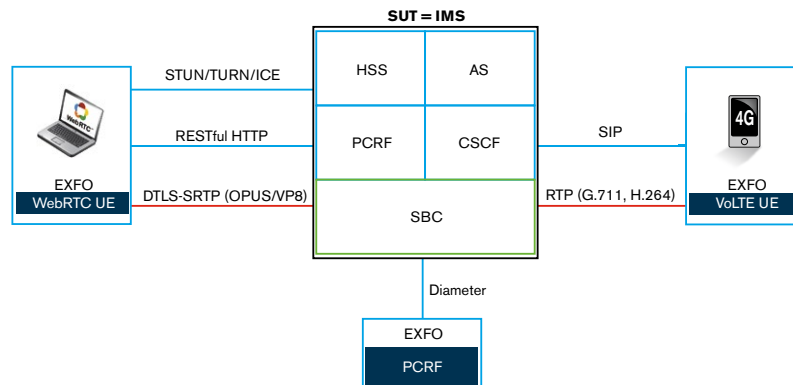 SUT = IMS
STUN/TURN/ICE
HSS
AS
WebRTC
RESTful HTTP
PCRF
CSCF
SIP
4G
EXFO
WebRTC UE
DTLS-SRTP (OPUS/VP8)
SBC
RTP (G.711, H.264)
EXFO
VoLTE UE
Diameter
EXFO
PCRF